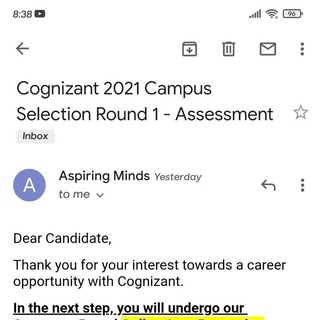 8:38
96
Cognizant 2021 Campus
Selection Round 1 - Assessment
Inbox
A
Aspiring Minds Yesterday
to me
Dear Candidate,
Thank you for your interest towards a career
opportunity with Cognizant.
In the next step, you will undergo our